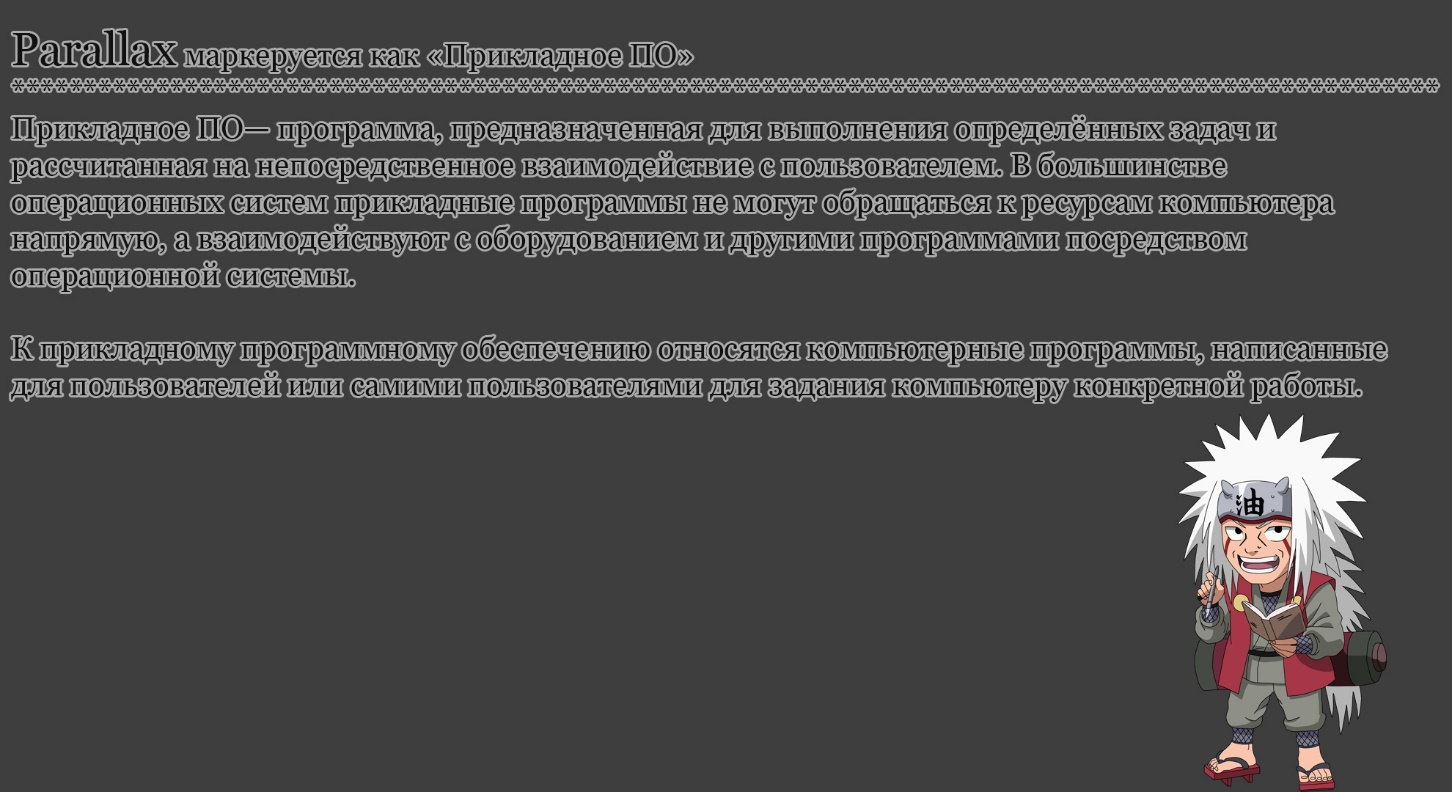 Parallax маркеруется как «Прикладное ПО»
***************************************************************************************************
Прикладное ПО— программа, предназначенная для выполнения определённых задач и
рассчитанная на непосредственное взаимодействие с пользователем. В большинстве
операционных систем прикладные программы не могут обращаться к ресурсам компьютера
напрямую, а взаимодействуют с оборудованием и другими программами посредством
операционной системы.
К прикладному программному обеспечению относятся компьютерные программы, написанные
для пользователей или самими пользователями для задания компьютеру конкретной работы.
油